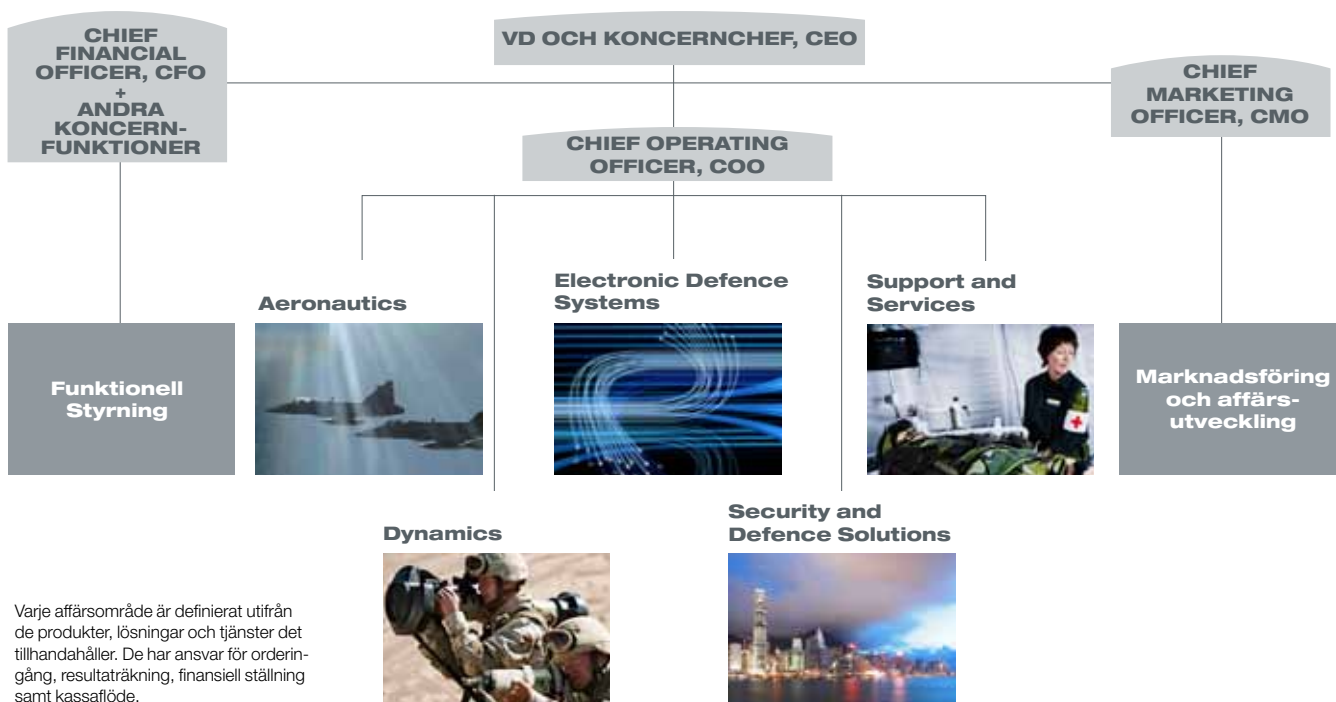 CHIEF
FINANCIAL
OFFICER, CFO
+
ANDRA
KONCERN-
FUNKTIONER
VD OCH KONCERNCHEF, CEO
CHIEF
MARKETING
OFFICER, CMO
CHIEF OPERATING
OFFICER, COO
Aeronautics
Electronic Defence
Systems
Support and
Services
Funktionell
Styrning
Marknadsföring
och affärs-
utveckling
Dynamics
Security and
Defence Solutions
Varje affärsområde är definierat utifrån
de produkter, lösningar och tjänster det
tillhandahåller. De har ansvar för orderin-
gång, resultaträkning, finansiell ställning
samt kassaflöde.